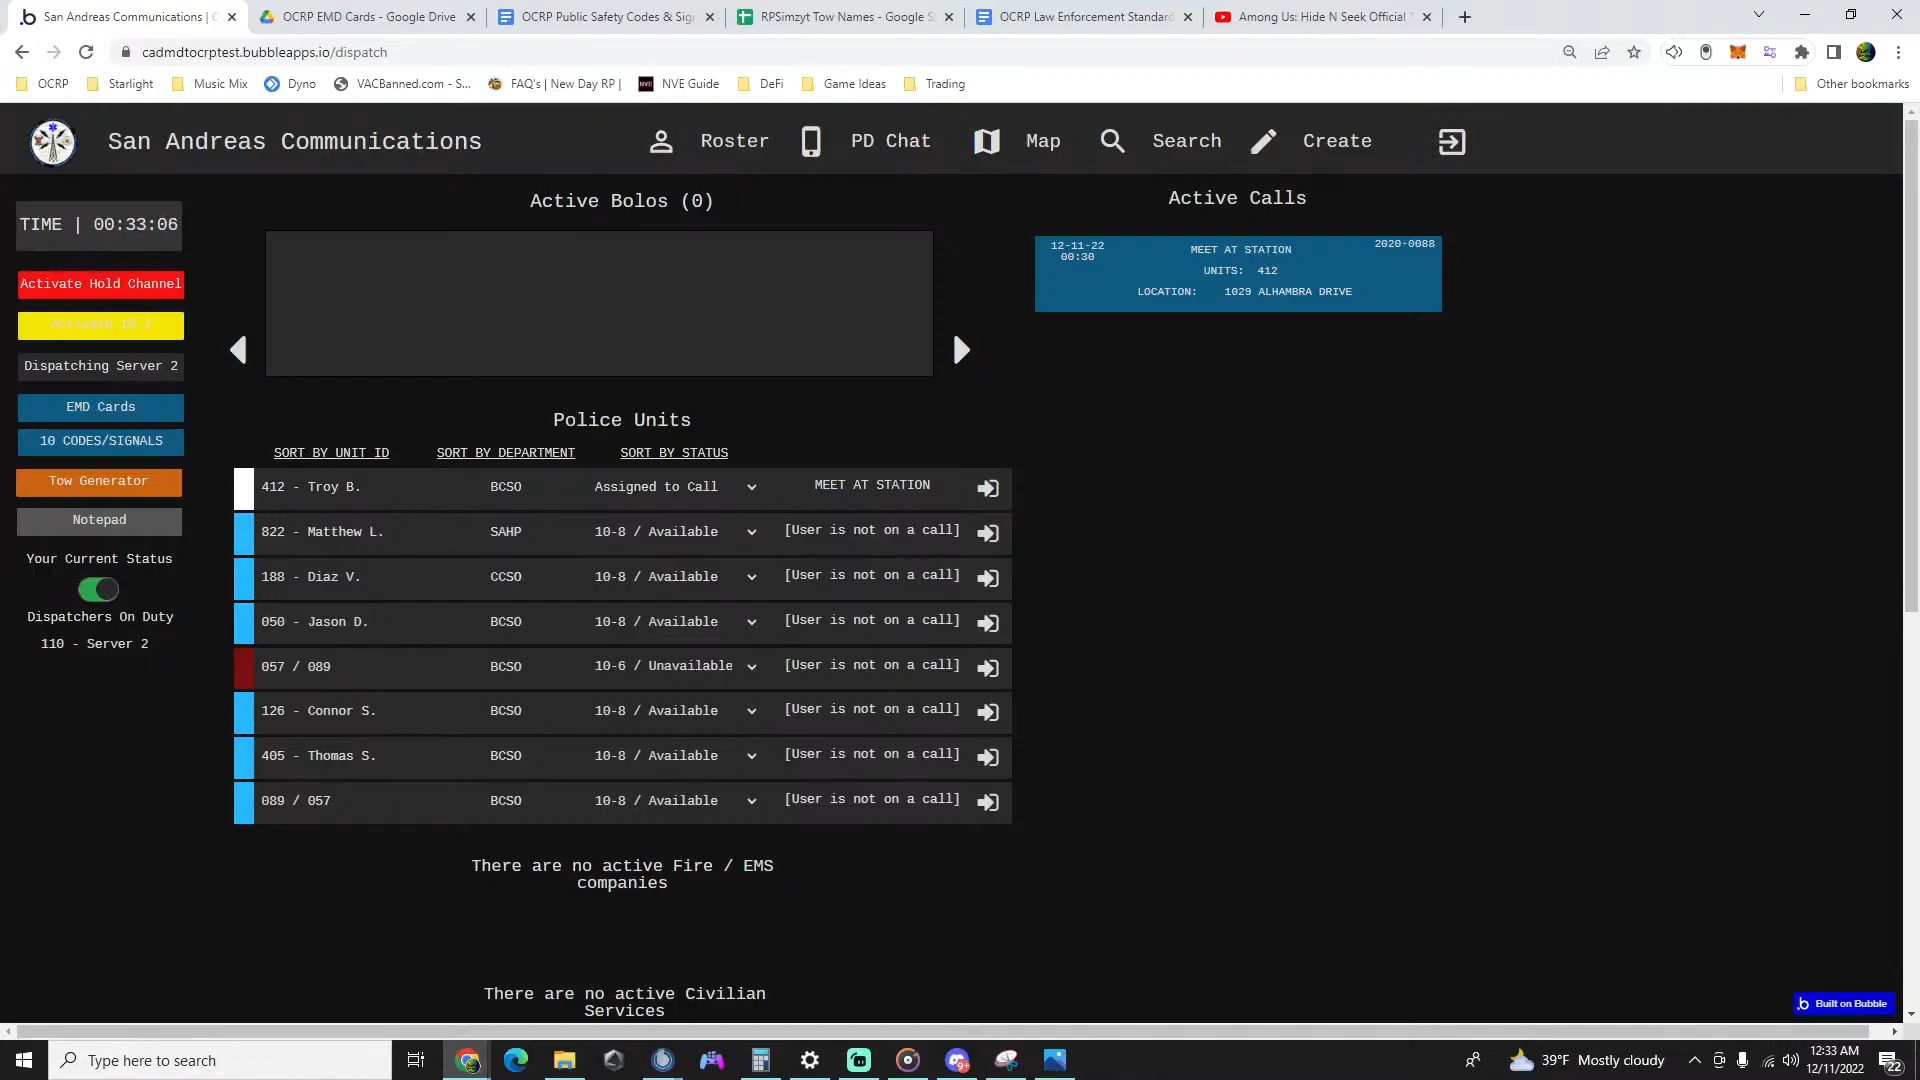 San Andreas Communications | C
OCRP EMD Cards - Google Drive
OCRP Public Safety Codes & Sig
RPSimzyt Tow Names - Google S
OCRP Law Enforcement Standard
Among Us: Hide N Seek Official T
cadmdtocrptest.bubbleapps.io/dispatch
OCRP
Starlight
Music Mix
Dyno
VACBanned.com - S...
FAQ's | New Day RP |
NVE Guide
DeFi
Game Ideas
Trading
Other bookmarks
San Andreas Communications
Roster
PD Chat
Map
Search
Create
TIME | 00:33:06
Activate Hold Channel
Activate 10-3
Dispatching Server 2
EMD Cards
10 CODES/SIGNALS
Tow Generator
Notepad
Your Current Status
Dispatchers On Duty
110 - Server 2
Active Bolos (0)
Active Calls
12-11-22
00:30
MEET AT STATION
2020-0088
UNITS: 412
LOCATION: 1029 ALHAMBRA DRIVE
Police Units
SORT BY UNIT ID SORT BY DEPARTMENT SORT BY STATUS
412 - Troy B. BCSO Assigned to Call MEET AT STATION
822 - Matthew L. SAHP 10-8 / Available [User is not on a call]
188 - Diaz V. CCSO 10-8 / Available [User is not on a call]
050 - Jason D. BCSO 10-8 / Available [User is not on a call]
057 / 089 BCSO 10-6 / Unavailable [User is not on a call]
126 - Connor S. BCSO 10-8 / Available [User is not on a call]
405 - Thomas S. BCSO 10-8 / Available [User is not on a call]
089 / 057 BCSO 10-8 / Available [User is not on a call]
There are no active Fire / EMS
companies
There are no active Civilian
Services
Built on Bubble
Type here to search
9+
39°F Mostly cloudy
12:33 AM
12/11/2022
22